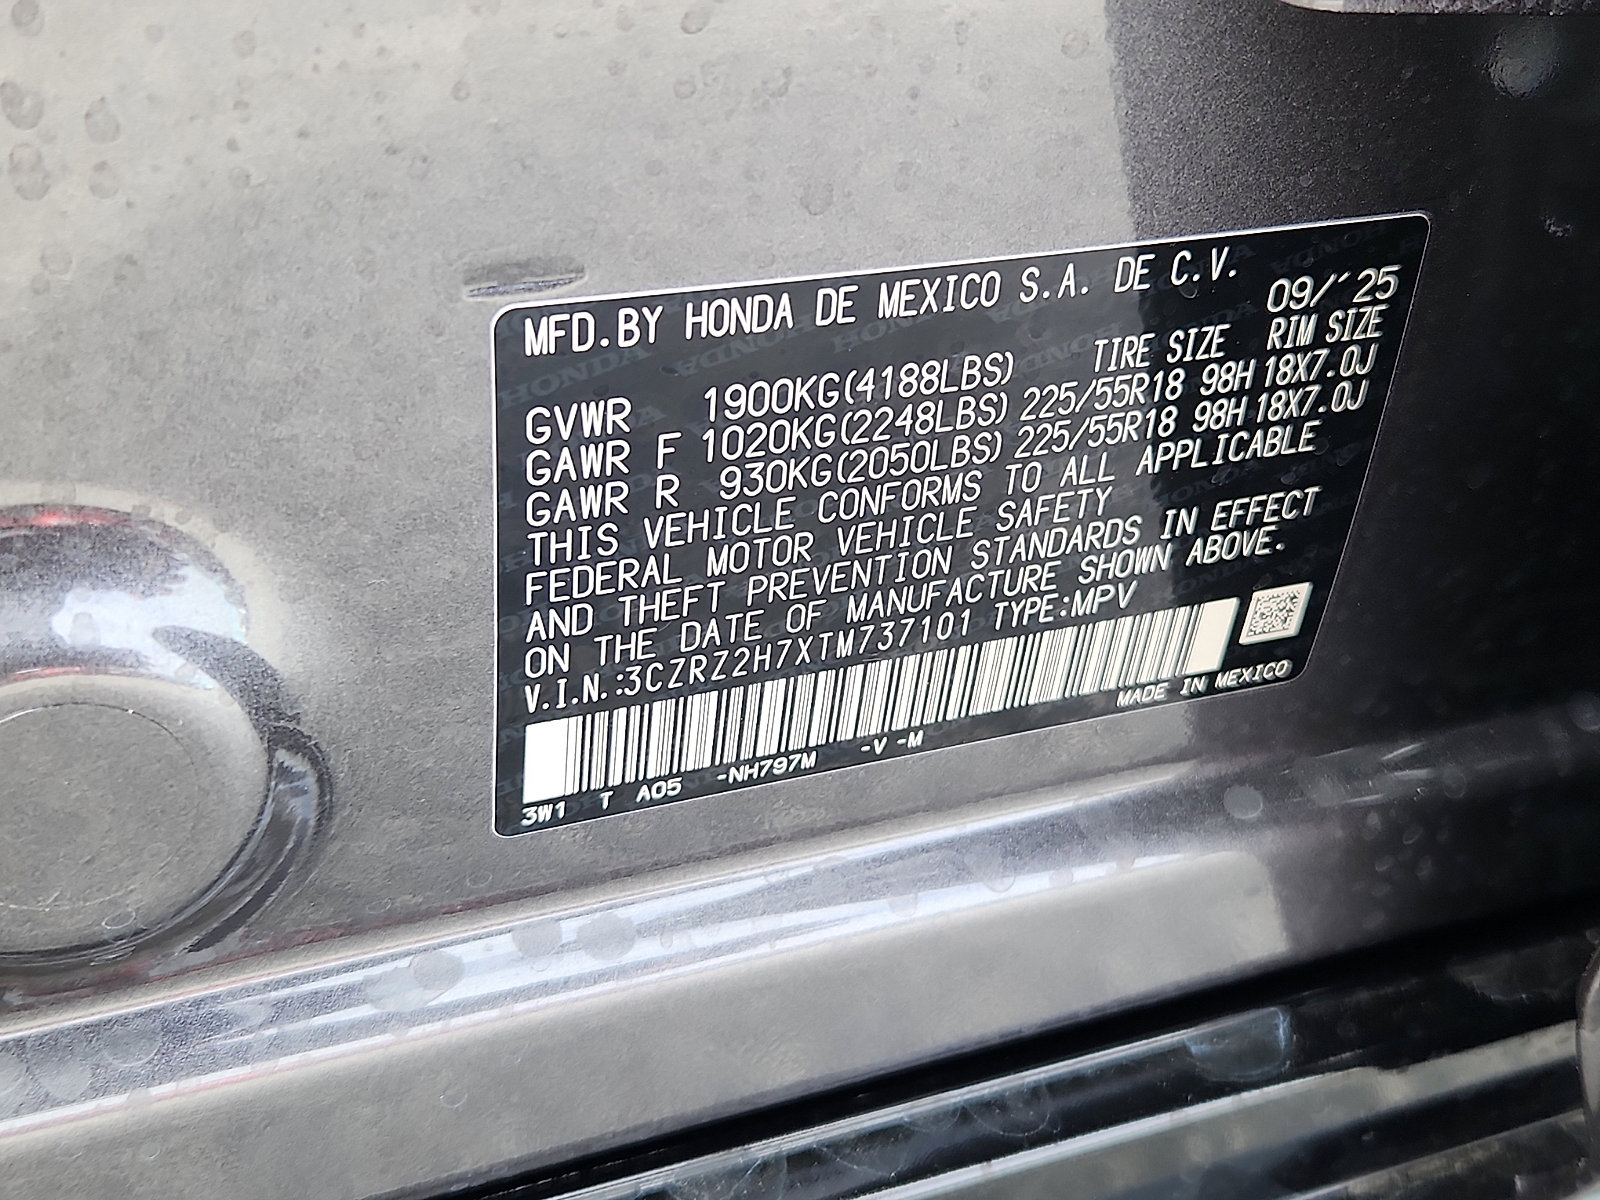 MFD.BY HONDA DE MEXICO S.A. DE C.V.
09/'25
TIRE SIZE RIM SIZE
GVWR 1900KG(4188LBS)
GAWR F 1020KG(2248LBS) 225/55R18 98H 18X7.0J
GAWR R 930KG(2050LBS) 225/55R18 98H 18X7.0J
THIS VEHICLE CONFORMS TO ALL APPLICABLE
FEDERAL MOTOR VEHICLE SAFETY
AND THEFT PREVENTION STANDARDS IN EFFECT
ON THE DATE OF MANUFACTURE SHOWN ABOVE.
V.I.N.:3CZRZ2H7XTM737101 TYPE:MPV
MADE IN MEXICO
3W1 T A05 -NH797M -V -M